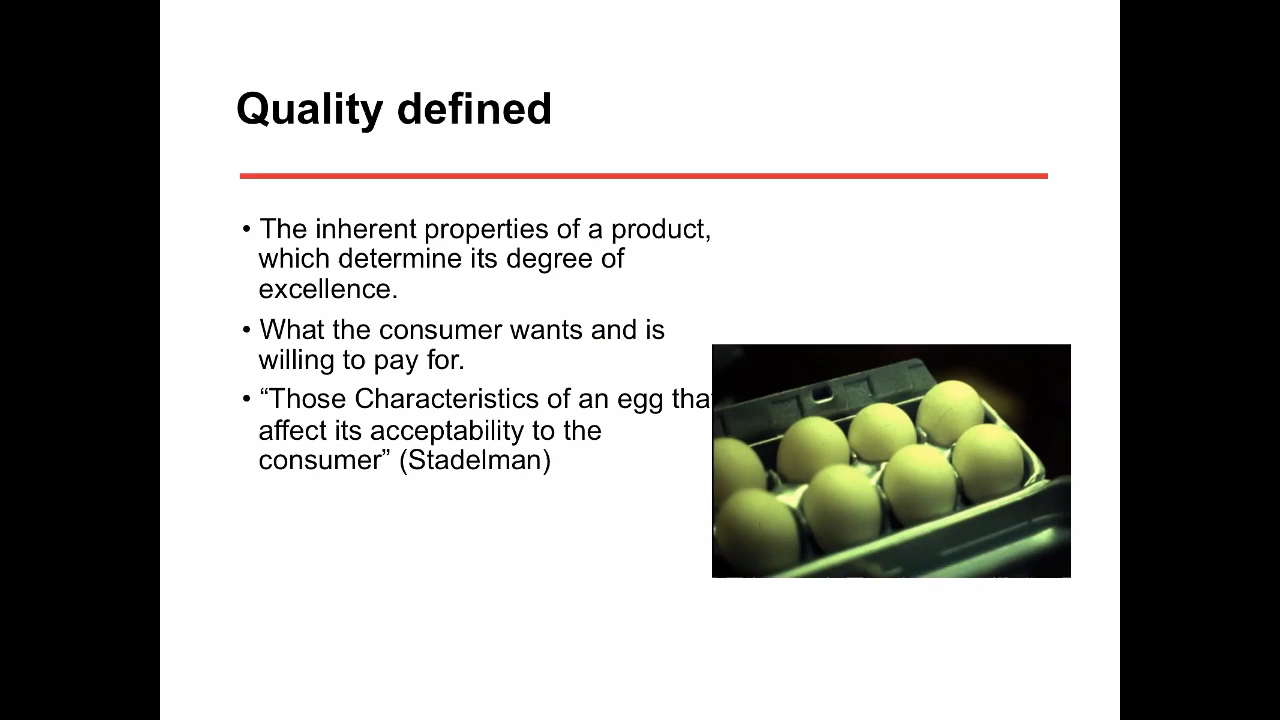 Quality defined
• The inherent properties of a product,
which determine its degree of
excellence.
• What the consumer wants and is
willing to pay for.
• “Those Characteristics of an egg that
affect its acceptability to the
consumer” (Stadelman)